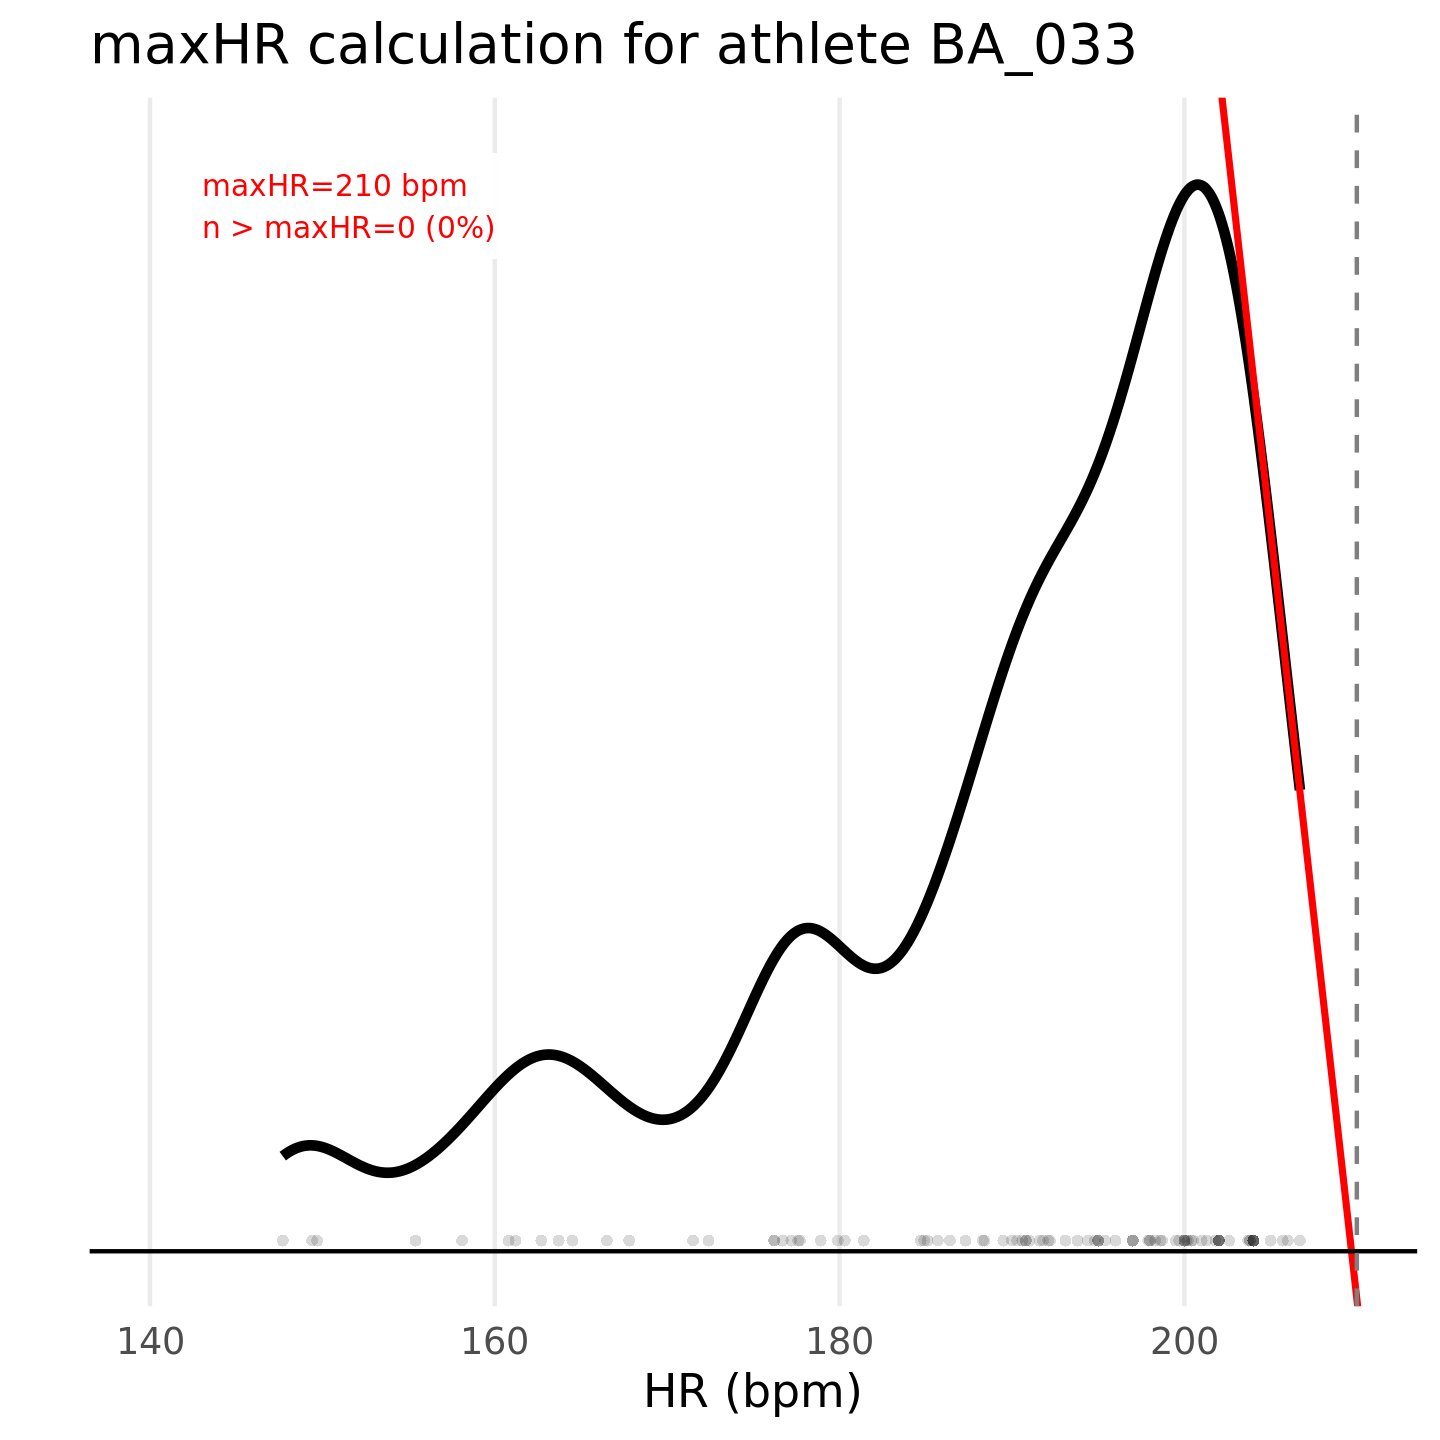 maxHR calculation for athlete BA_033
maxHR=210 bpm
n > maxHR=0 (0%)
140 160 180 200
HR (bpm)